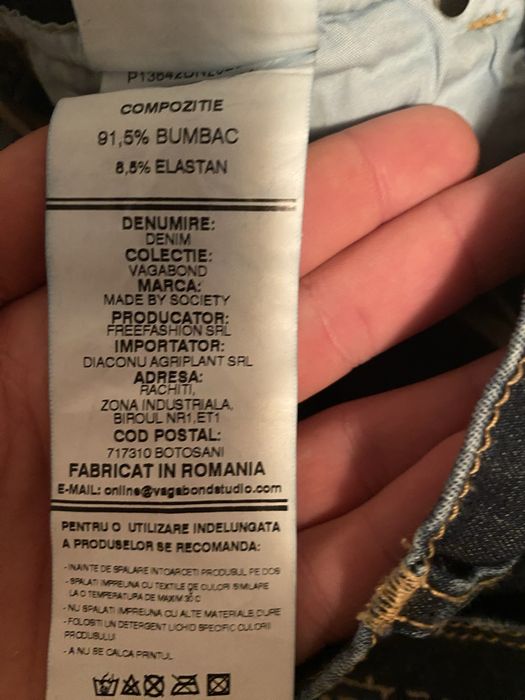 COMPOZITIE
91,5% BUMBAC
8,5% ELASTAN
DENUMIRE:
DENIM
COLECTIE:
VAGABOND
MARCA:
MADE BY SOCIETY
PRODUCATOR:
FREEFASHION SRL
IMPORTATOR:
DIACONU AGRIPLANT SRL
ADRESA:
RACHITI,
ZONA INDUSTRIALA,
BIROUL NR1,ET1
COD POSTAL:
717310 BOTOSANI
FABRICAT IN ROMANIA
E-MAIL: online@vagabondstudio.com
PENTRU O UTILIZARE INDELUNGATA
A PRODUSELOR SE RECOMANDA:
- INAINTE DE SPALARE INTOARCETI PRODUSUL PE DOS
- SPALATI IMPREUNA CU TEXTILE DE CULORI SIMILARE
LA O TEMPERATURA DE MAXIM 30 C
- NU SPALATI IMPREUNA CU ALTE MATERIALE DURE
- FOLOSITI UN DETERGENT LICHID SPECIFIC CULORII
PRODUSULUI
- A NU SE CALCA PRINTUL